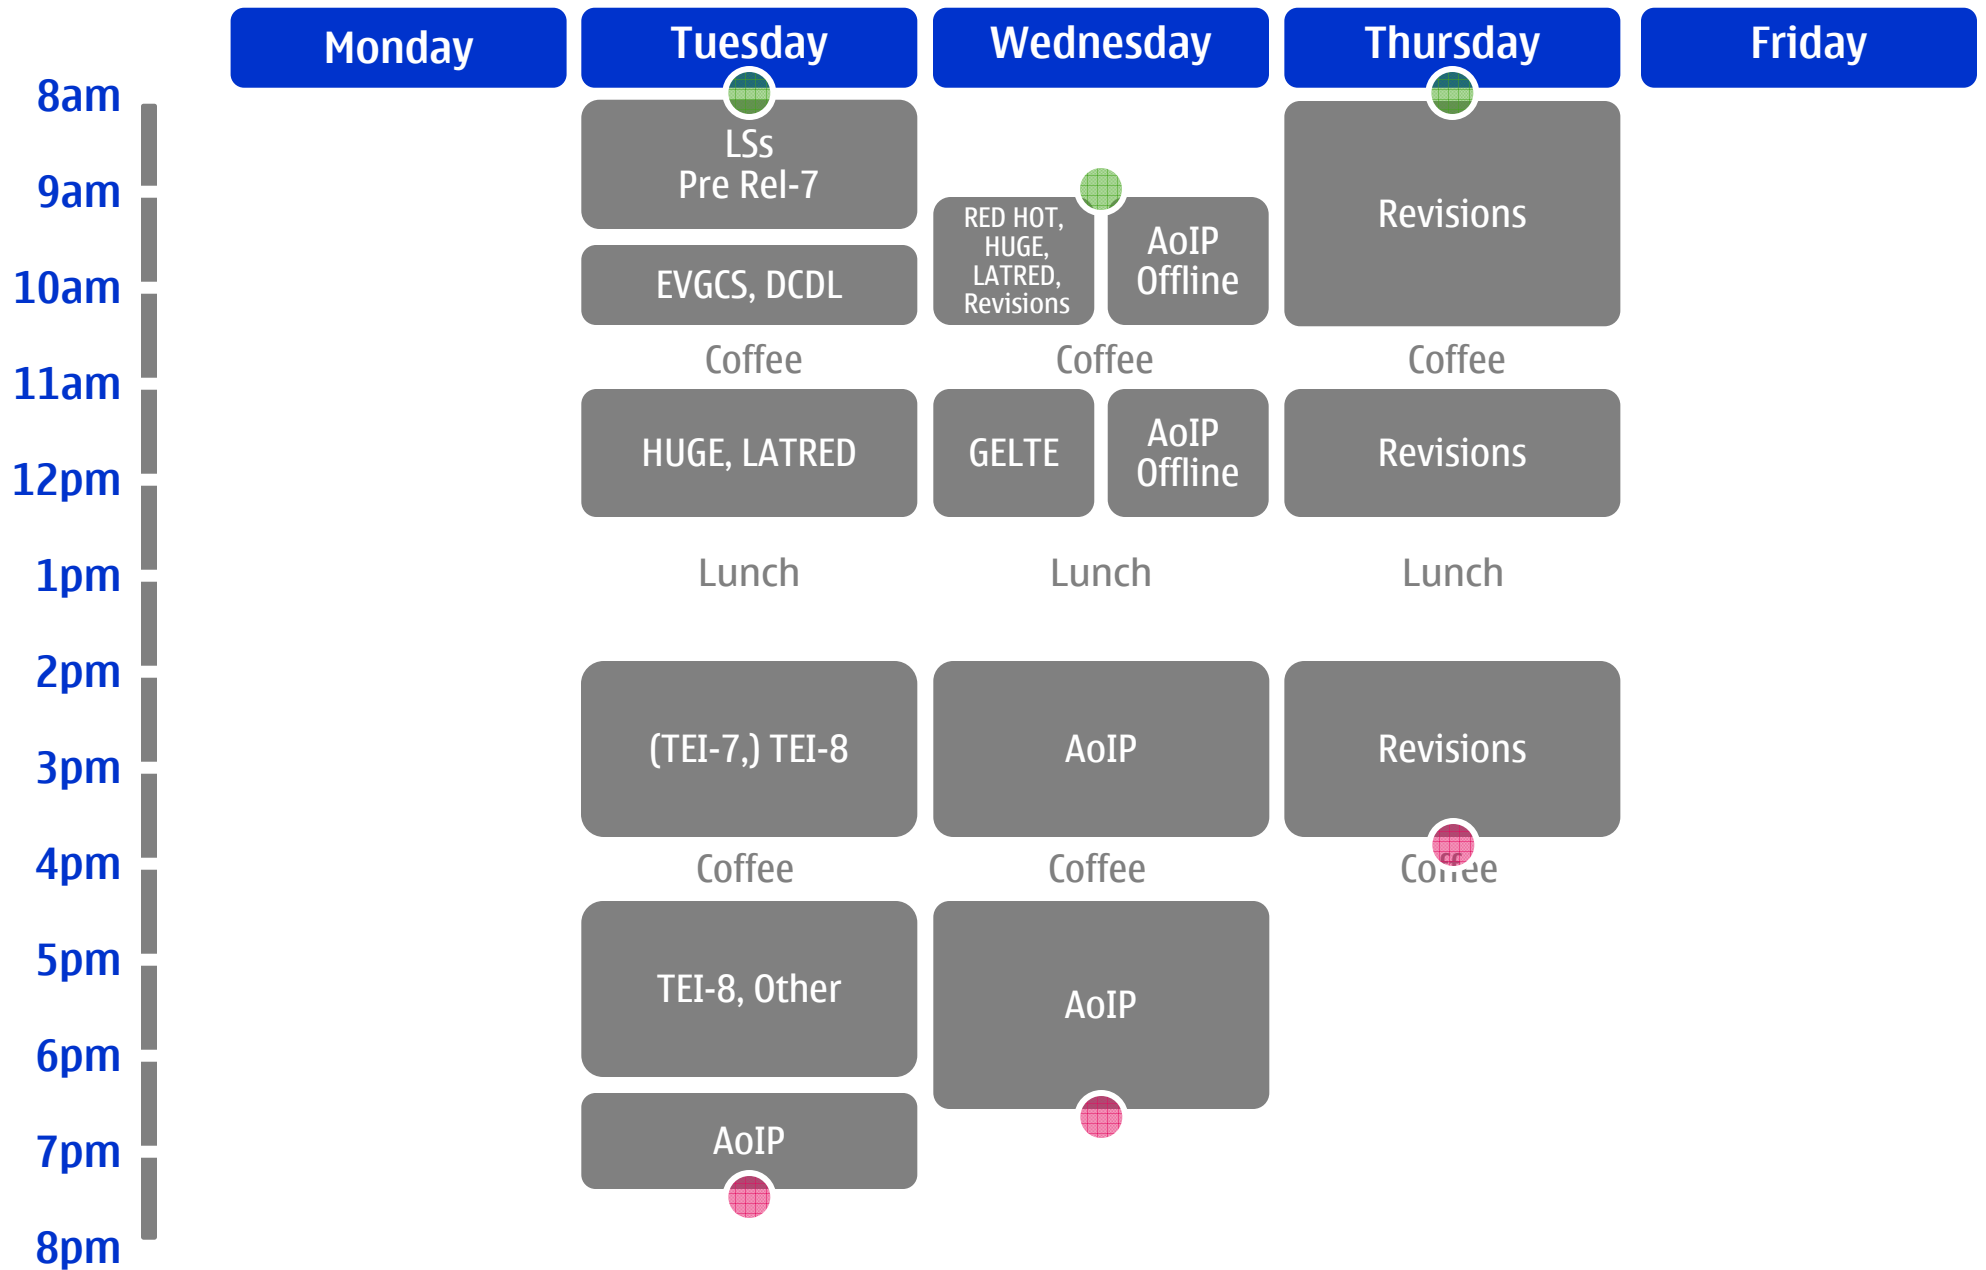 Monday
Tuesday
Wednesday
Thursday
Friday
8am
9am
10am
11am
12pm
1pm
2pm
3pm
4pm
5pm
6pm
7pm
8pm
LSs
Pre Rel-7
EVGCS, DCDL
Coffee
HUGE, LATRED
Lunch
(TEI-7,) TEI-8
Coffee
TEI-8, Other
AoIP
RED HOT,
HUGE,
LATRED,
Revisions
AoIP
Offline
Coffee
GELTE
AoIP
Offline
Lunch
AoIP
Coffee
AoIP
Revisions
Coffee
Revisions
Lunch
Revisions
Coffee